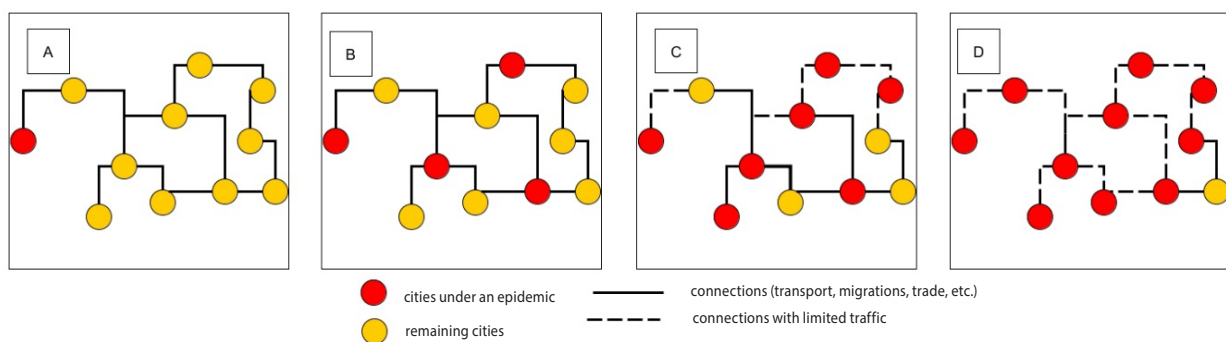 A
B
C
D
cities under an epidemic
connections (transport, migrations, trade, etc.)
remaining cities
connections with limited traffic